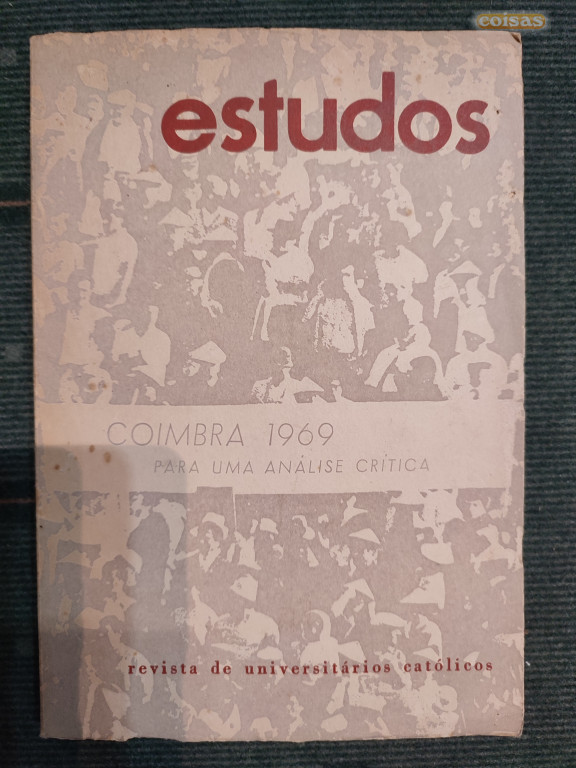 coisas
estudos
COIMBRA 1969
PARA UMA ANÁLISE CRÍTICA
revista de universitários católicos